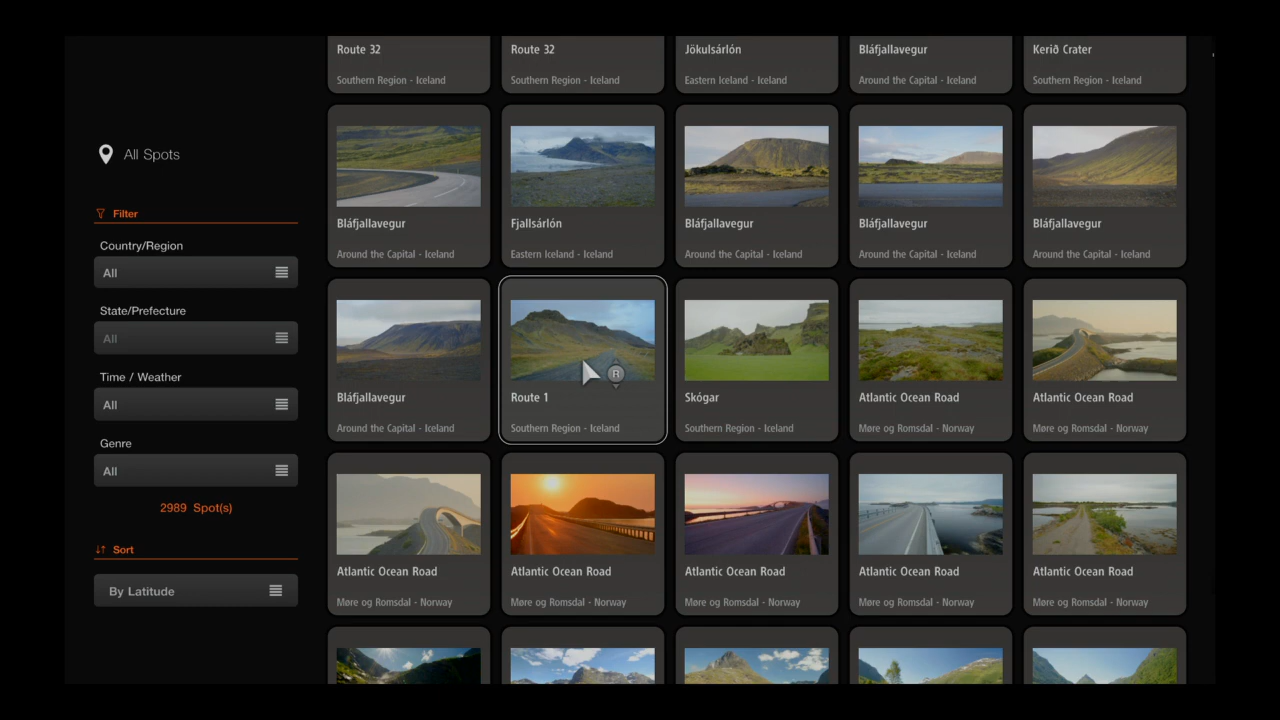 Route 32
Southern Region - Iceland
Route 32
Southern Region - Iceland
Jökulsárlón
Eastern Iceland - Iceland
Bláfjallavegur
Around the Capital - Iceland
Kerið Crater
Southern Region - Iceland
All Spots
Filter
Country/Region
All
State/Prefecture
All
Time / Weather
All
Genre
All
2989 Spot(s)
Sort
By Latitude
Bláfjallavegur
Around the Capital - Iceland
Fjallsárlón
Eastern Iceland - Iceland
Bláfjallavegur
Around the Capital - Iceland
Bláfjallavegur
Around the Capital - Iceland
Bláfjallavegur
Around the Capital - Iceland
Bláfjallavegur
Around the Capital - Iceland
R
Route 1
Southern Region - Iceland
Skógar
Southern Region - Iceland
Atlantic Ocean Road
Møre og Romsdal - Norway
Atlantic Ocean Road
Møre og Romsdal - Norway
Atlantic Ocean Road
Møre og Romsdal - Norway
Atlantic Ocean Road
Møre og Romsdal - Norway
Atlantic Ocean Road
Møre og Romsdal - Norway
Atlantic Ocean Road
Møre og Romsdal - Norway
Atlantic Ocean Road
Møre og Romsdal - Norway